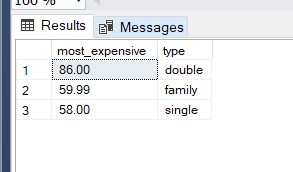 100 %
Results Messages
most_expensive type
1 86.00 double
2 59.99 family
3 58.00 single